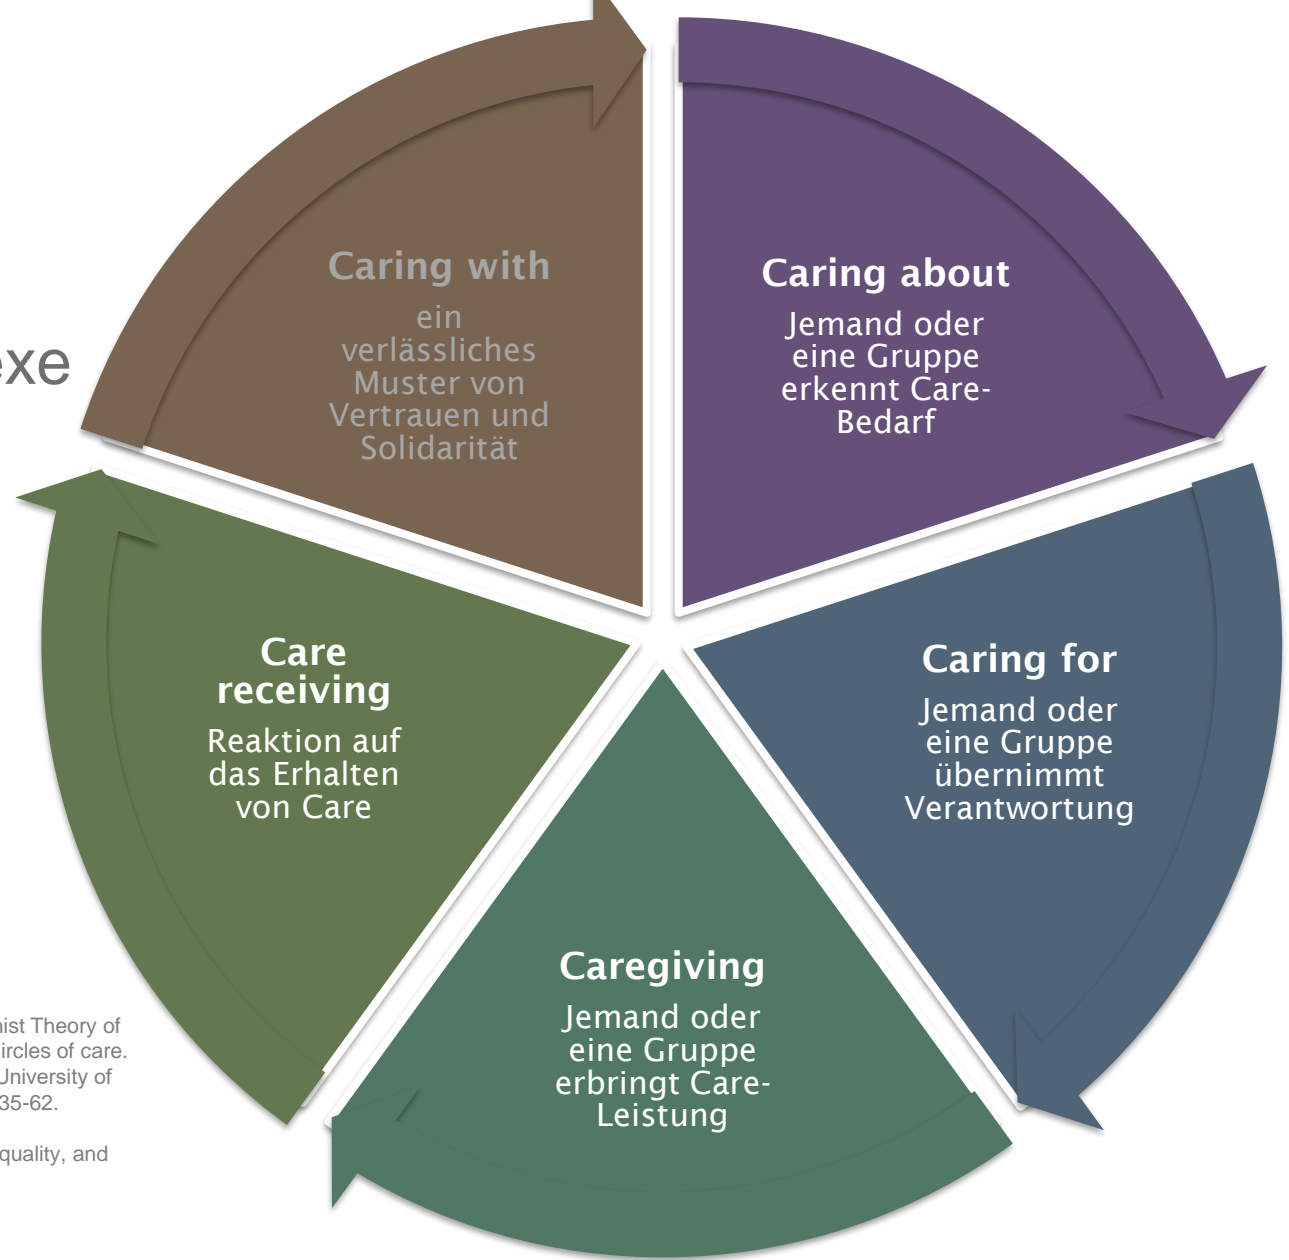 Caring with
ein
verlässliches
Muster von
Vertrauen und
Solidarität
Caring about
Jemand oder
eine Gruppe
erkennt Care-
Bedarf
Caring for
Jemand oder
eine Gruppe
übernimmt
Verantwortung
Caregiving
Jemand oder
eine Gruppe
erbringt Care-
Leistung
Care
receiving
Reaktion auf
das Erhalten
von Care
exe
ist Theory of
ircles of care.
University of
35-62.
quality, and